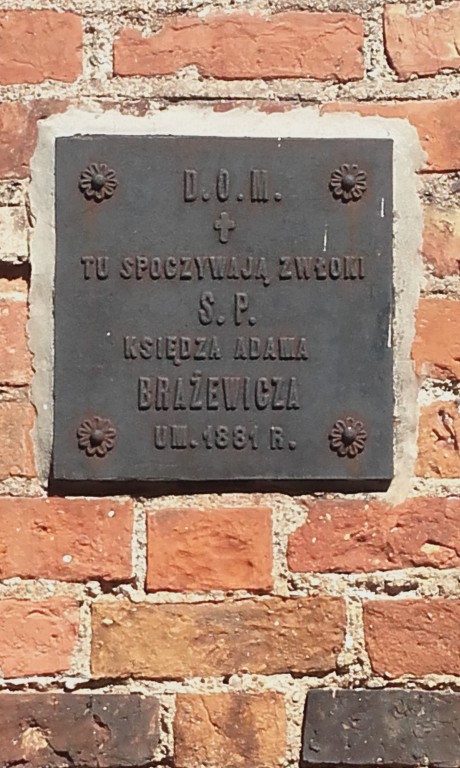 D.O.M.
TU SPOCZYWAJĄ ZWŁOKI
S. P.
KSIĘDZA ADAMA
BRAŻEWICZA
UM. 1881 R.